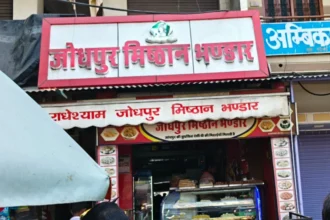 जोधपुर मिष्ठान भण्डार
अम्बिक
राधेश्याम जोधपुर मिष्ठान भण्डार
जोधपुर मिष्ठान भण्डार